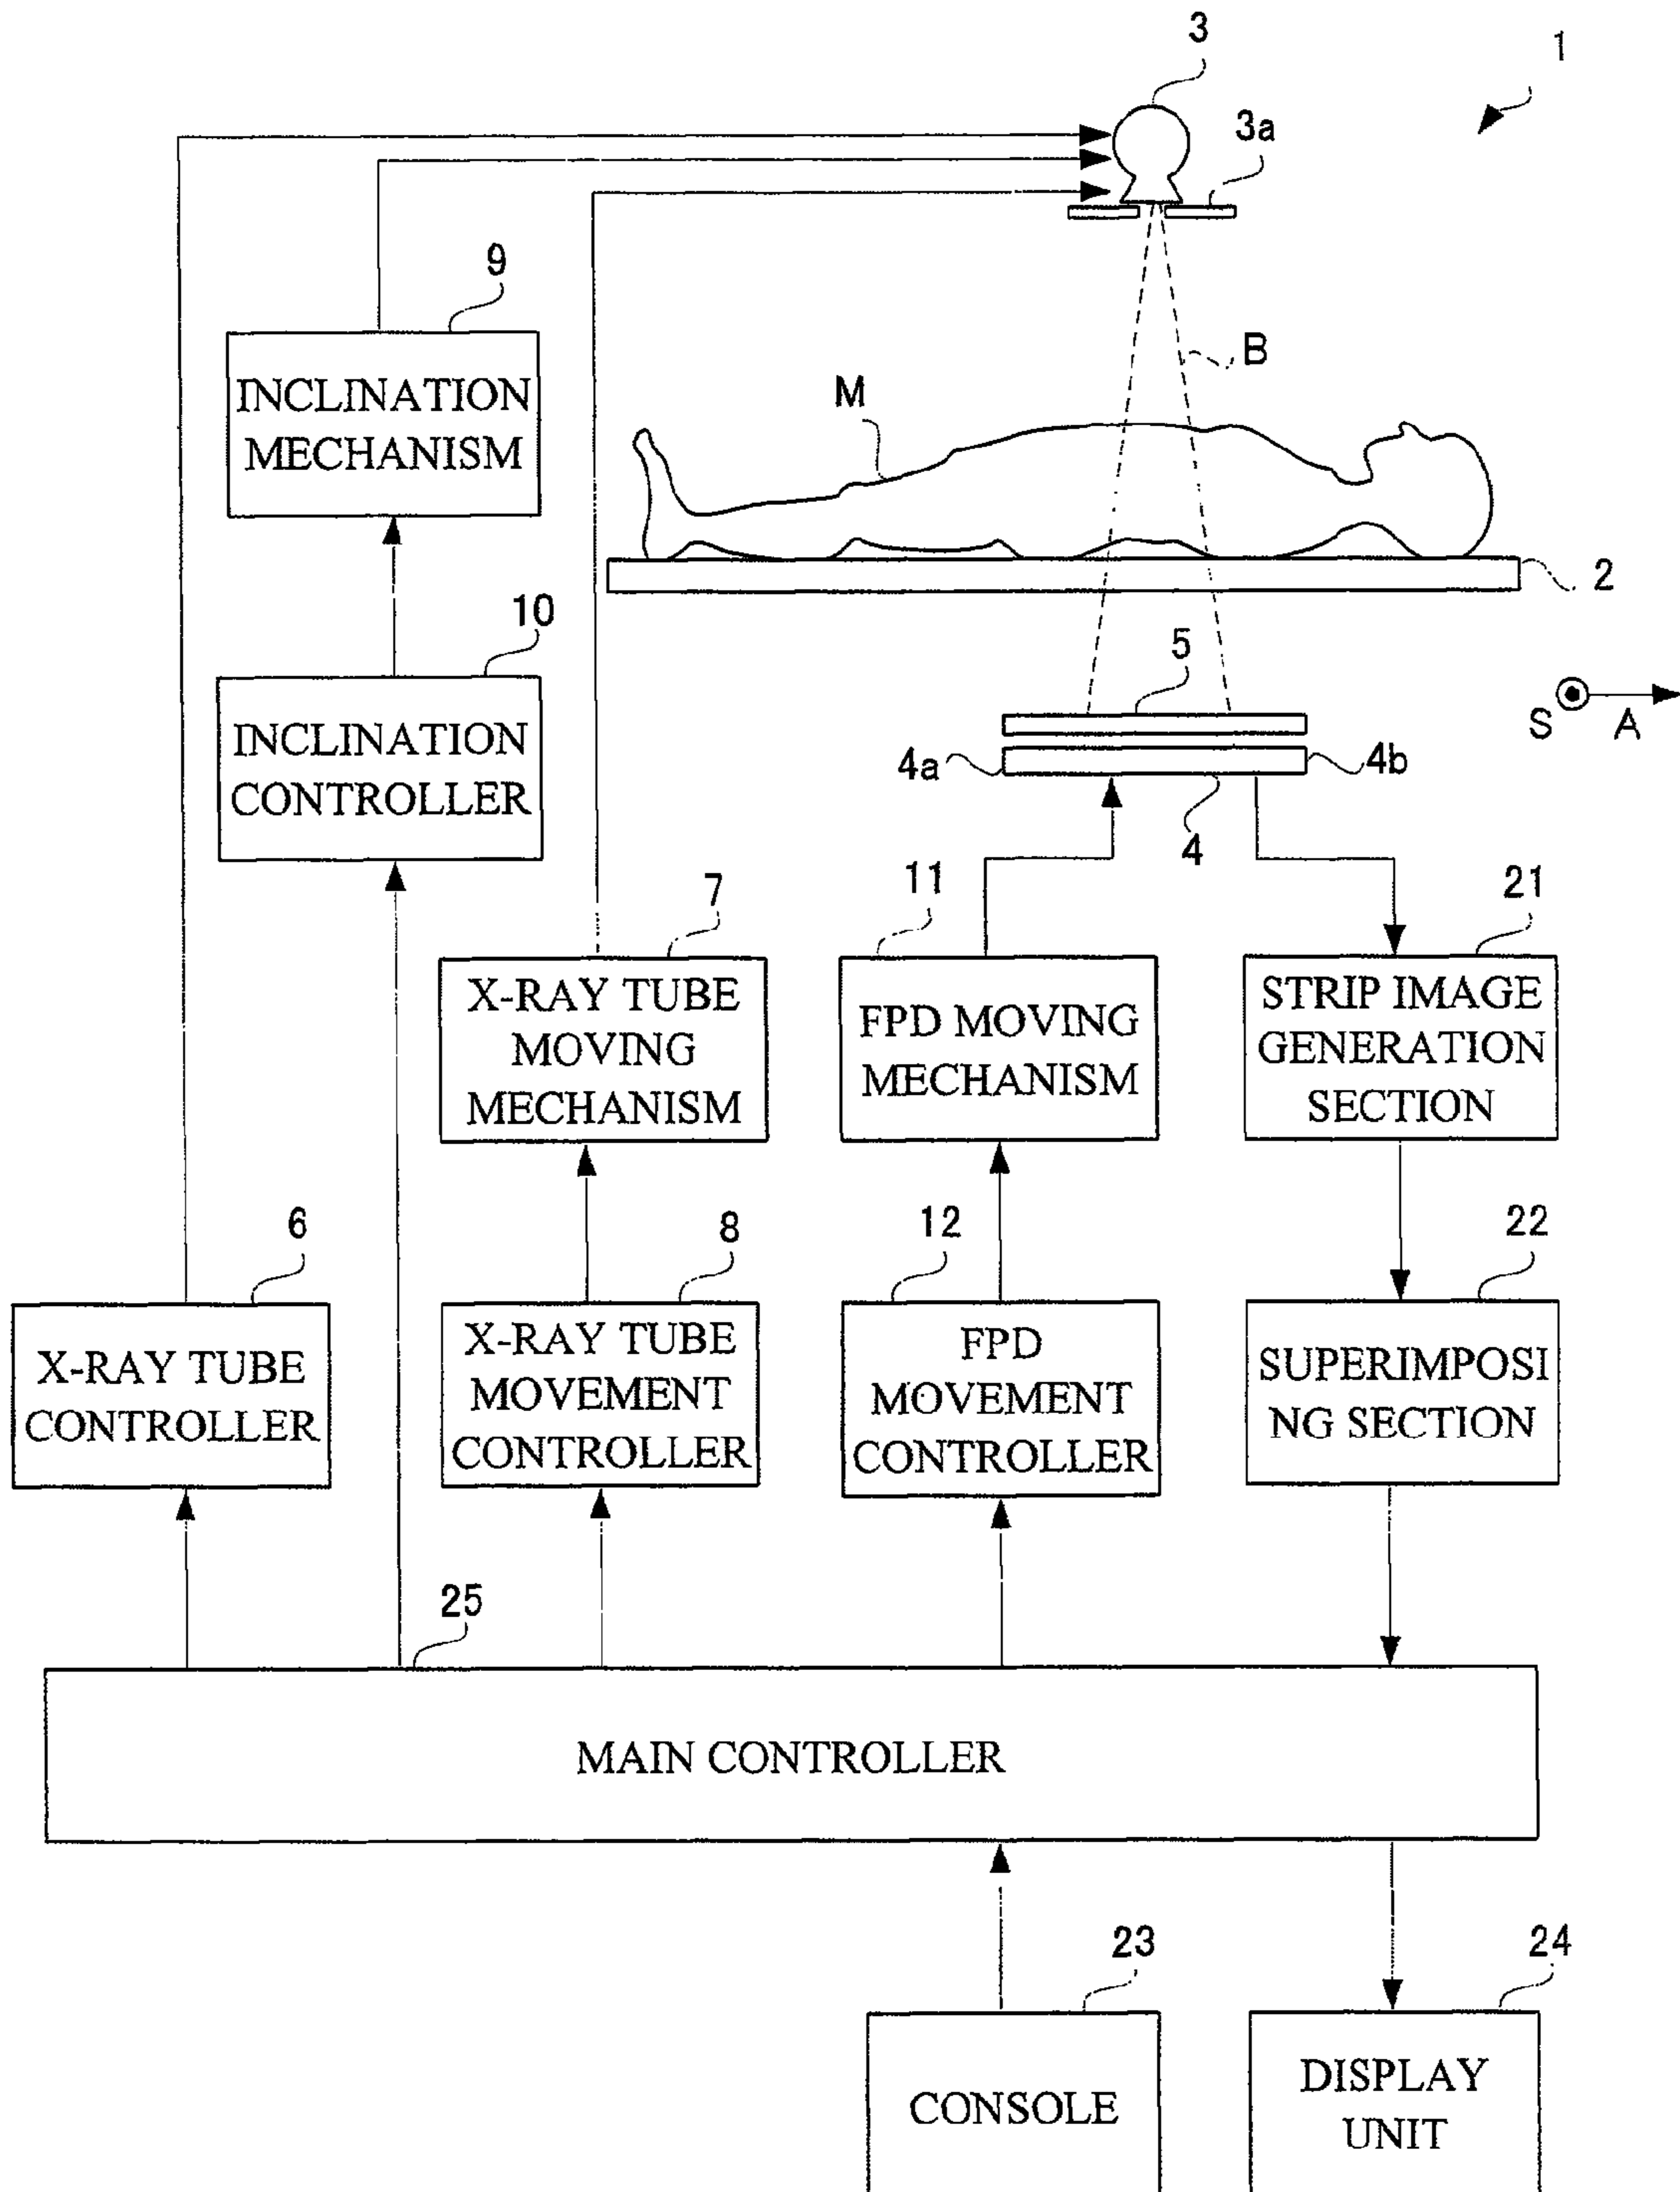 3
1
3a
9
INCLINATION
MECHANISM
B
M
2
10
5
INCLINATION
CONTROLLER
S
A
4a
4b
4
7
11
21
X-RAY TUBE
MOVING
MECHANISM
FPD MOVING
MECHANISM
STRIP IMAGE
GENERATION
SECTION
6
8
12
22
X-RAY TUBE
CONTROLLER
X-RAY TUBE
MOVEMENT
CONTROLLER
FPD
MOVEMENT
CONTROLLER
SUPERIMPOSI
NG SECTION
25
MAIN CONTROLLER
23
24
CONSOLE
DISPLAY
UNIT